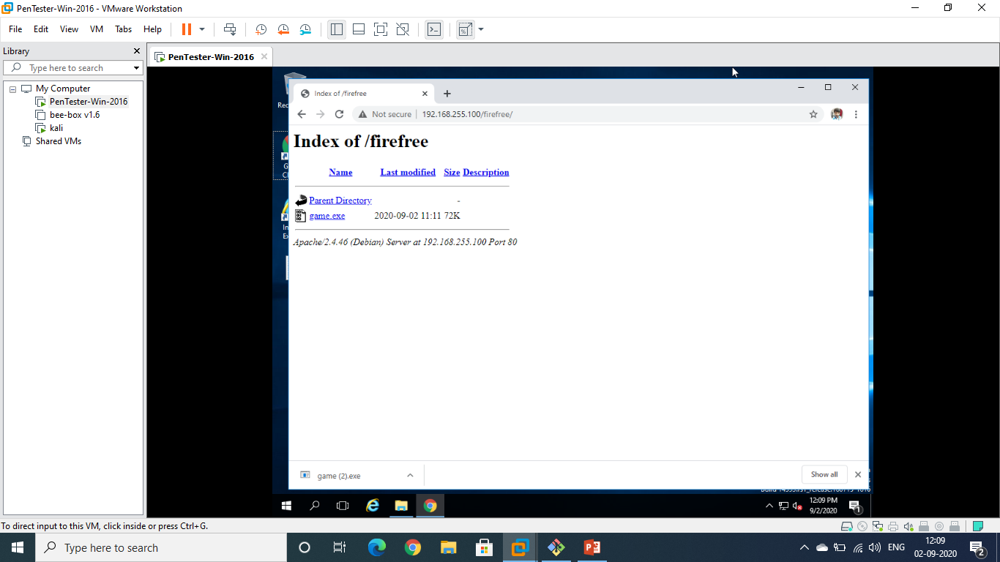 PenTester-Win-2016 - VMware Workstation
File Edit View VM Tabs Help
Library
Type here to search
My Computer
PenTester-Win-2016
bee-box v1.6
kali
Shared VMs
PenTester-Win-2016
Index of /firefree
Not secure 192.168.255.100/firefree/
Index of /firefree
Name Last modified Size Description
Parent Directory -
game.exe 2020-09-02 11:11 72K
Apache/2.4.46 (Debian) Server at 192.168.255.100 Port 80
game (2).exe
Show all
12:09 PM
9/2/2020
1
To direct input to this VM, click inside or press Ctrl+G.
Type here to search
ENG
12:09
02-09-2020
2